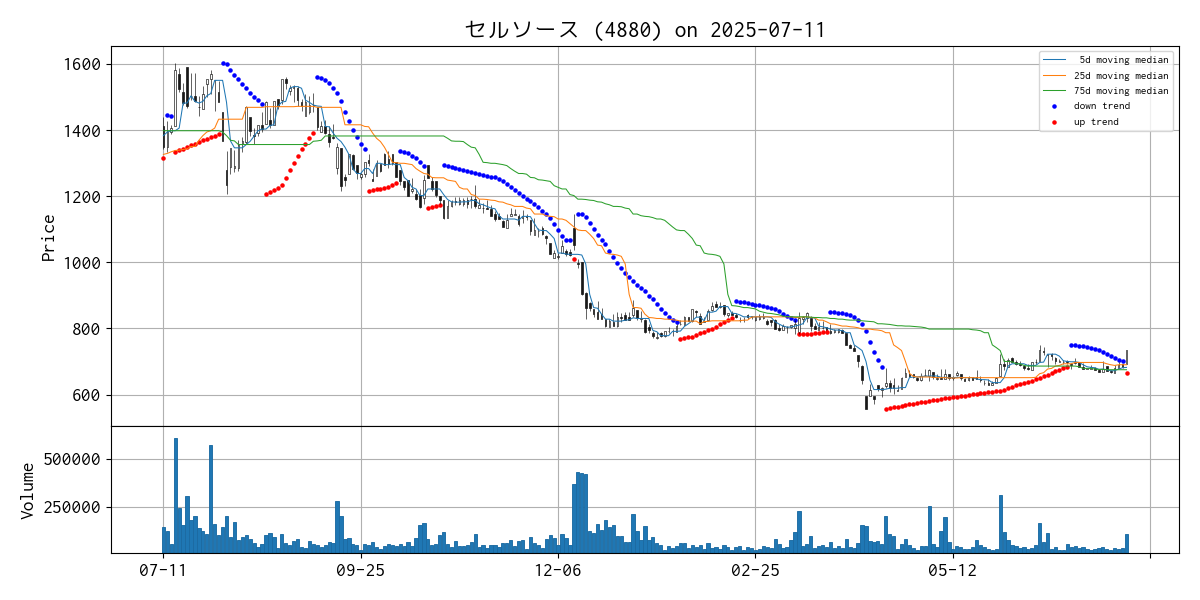 セルソース (4880) on 2025-07-11
Price
1600
1400
1200
1000
800
600
5d moving median
25d moving median
75d moving median
down trend
up trend
Volume
500000
250000
07-11
09-25
12-06
02-25
05-12